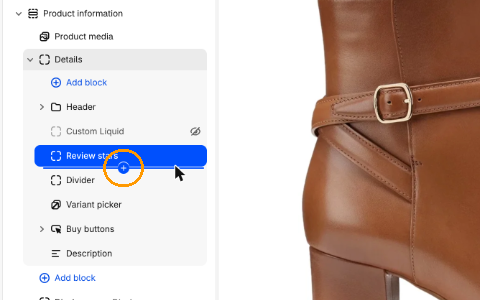 Product information
Product media
Details
Add block
Header
Custom Liquid
Review stars
Divider
Variant picker
Buy buttons
Description
Add block